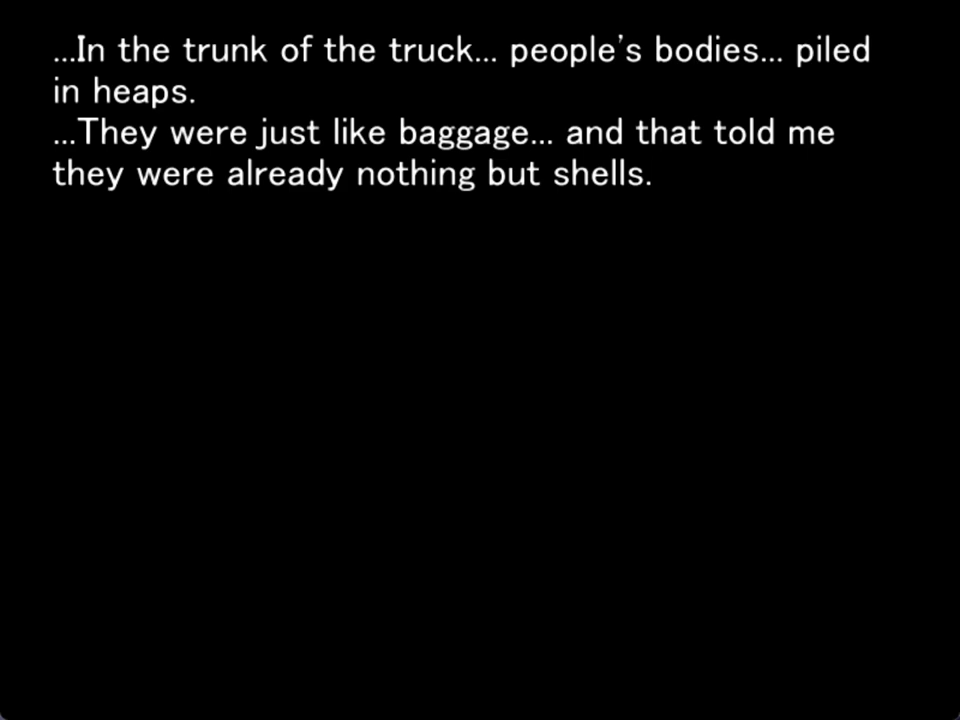 ...In the trunk of the truck... people's bodies... piled
in heaps.
...They were just like baggage... and that told me
they were already nothing but shells.